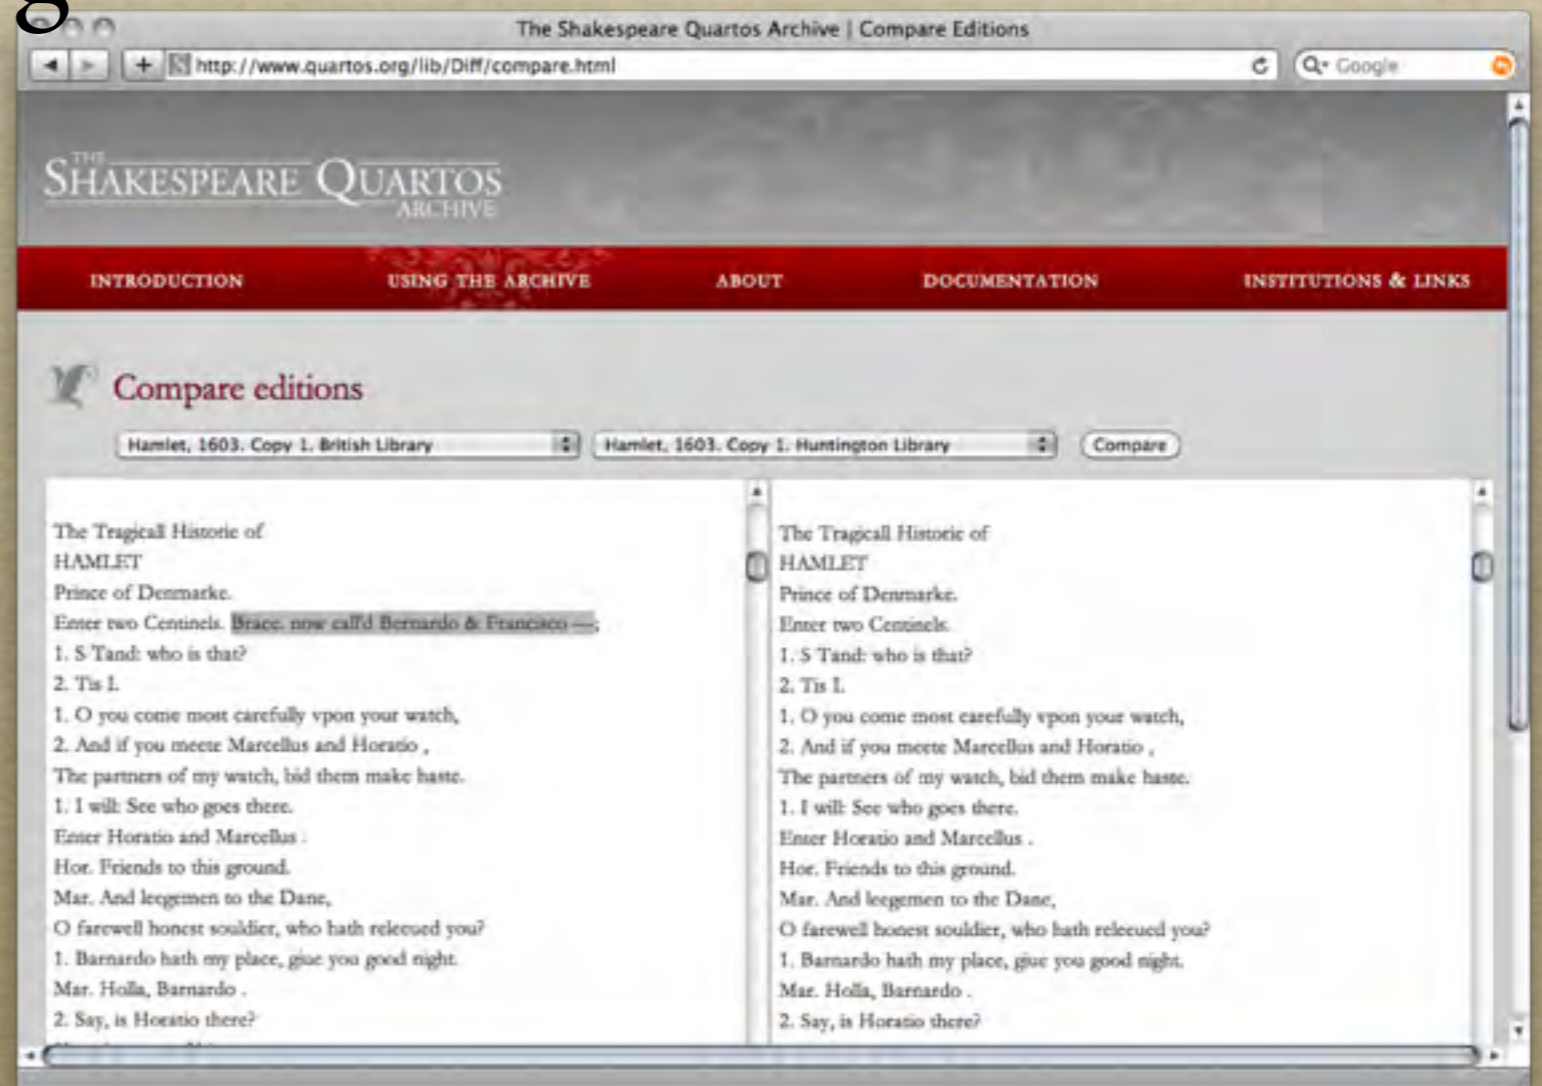 g
The Shakespeare Quartos Archive | Compare Editions
http://www.quartos.org/lib/Diff/compare.html
Google
THE
SHAKESPEARE QUARTOS
ARCHIVE
INTRODUCTION USING THE ARCHIVE ABOUT DOCUMENTATION INSTITUTIONS & LINKS
Compare editions
Hamlet, 1603. Copy 1. British Library Hamlet, 1603. Copy 1. Huntington Library Compare
The Tragicall Historie of
HAMLET
Prince of Denmarke.
Enter two Centinels. Brace. now call'd Bernardo & Francisco —;
1. S Tand: who is that?
2. Tis I.
1. O you come most carefully vpon your watch,
2. And if you meete Marcellus and Horatio ,
The partners of my watch, bid them make haste.
1. I will: See who goes there.
Enter Horatio and Marcellus .
Hor. Friends to this ground.
Mar. And leegemen to the Dane,
O farewell honest souldier, who hath releeued you?
1. Barnardo hath my place, giue you good night.
Mar. Holla, Barnardo .
2. Say, is Horatio there?
The Tragicall Historie of
HAMLET
Prince of Denmarke.
Enter two Centinels.
1. S Tand: who is that?
2. Tis I.
1. O you come most carefully vpon your watch,
2. And if you meete Marcellus and Horatio ,
The partners of my watch, bid them make haste.
1. I will: See who goes there.
Enter Horatio and Marcellus .
Hor. Friends to this ground.
Mar. And leegemen to the Dane,
O farewell honest souldier, who hath releeued you?
1. Barnardo hath my place, giue you good night.
Mar. Holla, Barnardo .
2. Say, is Horatio there?